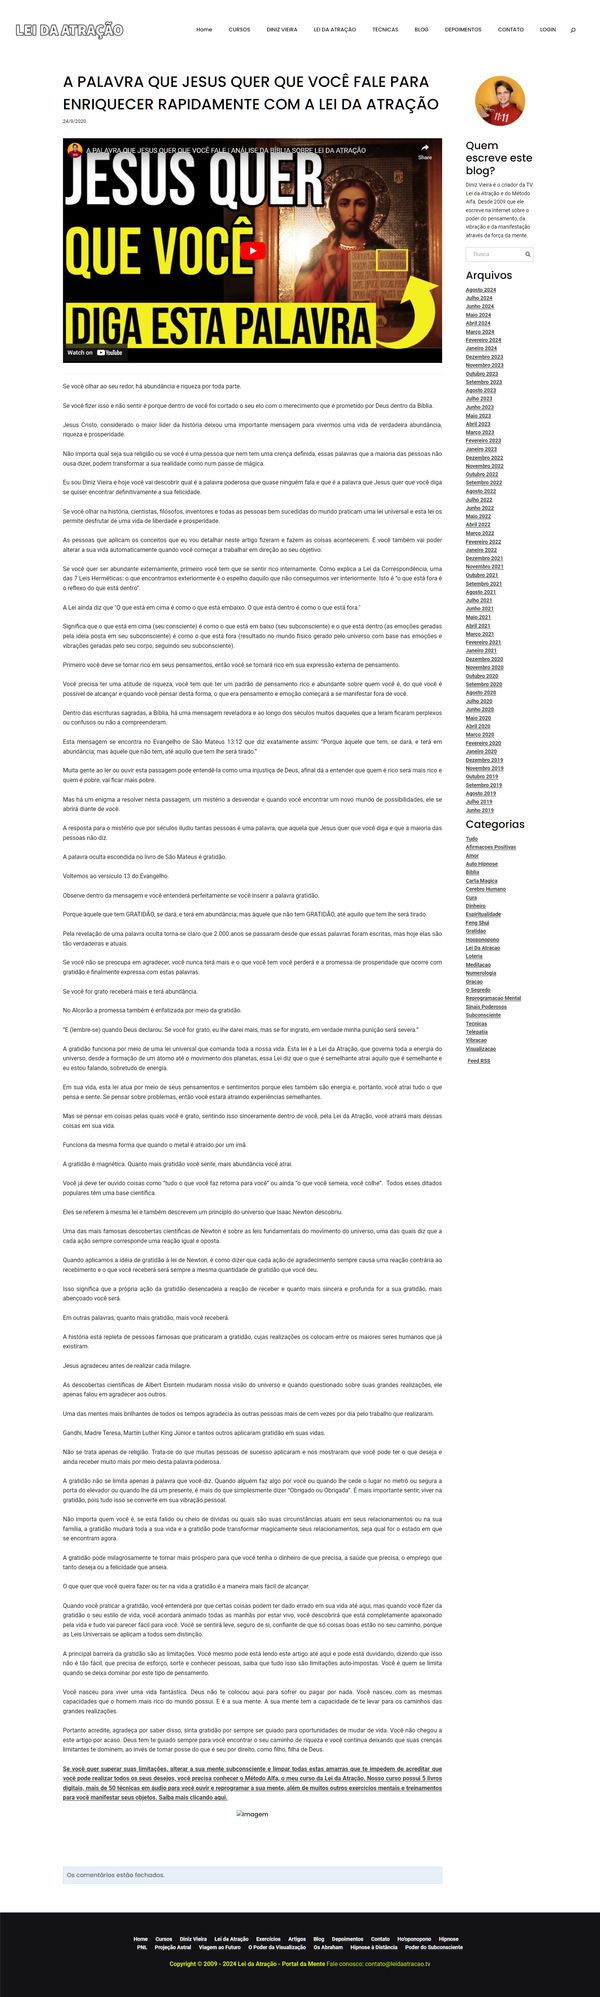 LEI DA ATRAÇÃO
Home CURSOS DINIZ VIEIRA LEI DA ATRAÇÃO TECNICAS BLOG DEPOIMENTOS CONTATO LOGIN
A PALAVRA QUE JESUS QUER QUE VOCÊ FALE PARA
ENRIQUECER RAPIDAMENTE COM A LEI DA ATRAÇÃO
24/9/2020
A PALAVRA QUE JESUS QUER QUE VOCÊ FALE | ANÁLISE DA BÍBLIA SOBRE LEI DA ATRAÇÃO
Share
JESUS QUER
QUE VOCÊ
DIGA ESTA PALAVRA
Watch on YouTube
Se você olhar ao seu redor, há abundância e riqueza por toda parte.
Se você fizer isso e não sentir é porque dentro de você foi cortado o seu elo com o merecimento que é prometido por Deus dentro da Bíblia.
Jesus Cristo, considerado o maior líder da história deixou uma importante mensagem para vivermos uma vida de verdadeira abundância,
riqueza e prosperidade.
Não importa qual seja sua religião ou se você é uma pessoa que nem tem uma crença definida, essas palavras que a maioria das pessoas não
ousa dizer, podem transformar a sua realidade como num passe de mágica.
Eu sou Diniz Vieira e hoje você vai descobrir qual é a palavra poderosa que quase ninguém fala e que é a palavra que Jesus quer que você diga
se quiser encontrar definitivamente a sua felicidade.
Se você olhar na história, cientistas, filósofos, inventores e todas as pessoas bem sucedidas do mundo praticam uma lei universal e esta lei os
permite desfrutar de uma vida de liberdade e prosperidade.
As pessoas que aplicam os conceitos que eu vou detalhar neste artigo fizeram e fazem as coisas acontecerem. E você também vai poder
alterar a sua vida automaticamente quando você começar a trabalhar em direção ao seu objetivo.
Se você quer ser abundante externamente, primeiro você tem que se sentir rico internamente. Como explica a Lei da Correspondência, uma
das 7 Leis Herméticas: o que encontramos exteriormente é o espelho daquilo que não conseguimos ver interiormente. Isto é "o que está fora é
o reflexo do que está dentro".
A Lei ainda diz que "O que está em cima é como o que está embaixo. O que está dentro é como o que está fora."
Significa que o que está em cima (seu consciente) é como o que está em baixo (seu subconsciente) e o que está dentro (as emoções geradas
pela ideia posta em seu subconsciente) é como o que está fora (resultado no mundo físico gerado pelo universo com base nas emoções e
vibrações geradas pelo seu corpo, seguindo seu subconsciente).
Primeiro você deve se tornar rico em seus pensamentos, então você se tornará rico em sua expressão externa de pensamento.
Você precisa ter uma atitude de riqueza, você tem que ter um padrão de pensamento rico e abundante sobre quem você é, do que você é
possível de alcançar e quando você pensar desta forma, o que era pensamento e emoção começará a se manifestar fora de você.
Dentro das escrituras sagradas, a Bíblia, há uma mensagem reveladora e ao longo dos séculos muitos daqueles que a leram ficaram perplexos
ou confusos ou não a compreenderam.
Esta mensagem se encontra no Evangelho de São Mateus 13:12 que diz exatamente assim: "Porque àquele que tem, se dará, e terá em
abundância; mas àquele que não tem, até aquilo que tem lhe será tirado."
Muita gente ao ler ou ouvir esta passagem pode entendê-la como uma injustiça de Deus, afinal dá a entender que quem é rico será mais rico e
quem é pobre, vai ficar mais pobre.
Mas há um enigma a resolver nesta passagem, um mistério a desvendar e quando você encontrar um novo mundo de possibilidades, ele se
abrirá diante de você.
A resposta para o mistério que por séculos iludiu tantas pessoas é uma palavra, que aquela que Jesus quer que você diga e que a maioria das
pessoas não diz.
A palavra oculta escondida no livro de São Mateus é gratidão.
Voltemos ao versículo 13 do Evangelho.
Observe dentro da mensagem e você entenderá perfeitamente se você inserir a palavra gratidão.
Porque àquele que tem GRATIDÃO, se dará, e terá em abundância; mas àquele que não tem GRATIDÃO, até aquilo que tem lhe será tirado.
Pela revelação de uma palavra oculta torna-se claro que 2.000 anos se passaram desde que essas palavras foram escritas, mas hoje elas são
tão verdadeiras e atuais.
Se você não se preocupa em agradecer, você nunca terá mais e o que você tem você perderá e a promessa de prosperidade que ocorre com
gratidão é finalmente expressa com estas palavras.
Se você for grato receberá mais e terá abundância.
No Alcorão a promessa também é enfatizada por meio da gratidão.
"E (lembre-se) quando Deus declarou: Se você for grato, eu lhe darei mais, mas se for ingrato, em verdade minha punição será severa."
A gratidão funciona por meio de uma lei universal que comanda toda a nossa vida. Esta lei é a Lei da Atração, que governa toda a energia do
universo, desde a formação de um átomo até o movimento dos planetas, essa Lei diz que o que é semelhante atrai aquilo que é semelhante e
eu estou falando, sobretudo de energia.
Em sua vida, esta lei atua por meio de seus pensamentos e sentimentos porque eles também são energia e, portanto, você atrai tudo o que
pensa e sente. Se pensar sobre problemas, então você estará atraindo experiências semelhantes.
Mas se pensar em coisas pelas quais você é grato, sentindo isso sinceramente dentro de você, pela Lei da Atração, você atrairá mais dessas
coisas em sua vida.
Funciona da mesma forma que quando o metal é atraído por um ímã.
A gratidão é magnética. Quanto mais gratidão você sente, mais abundância você atrai.
Você já deve ter ouvido coisas como "tudo o que você faz retorna para você" ou ainda "o que você semeia, você colhe". Todos esses ditados
populares têm uma base científica.
Eles se referem à mesma lei e também descrevem um princípio do universo que Isaac Newton descobriu.
Uma das mais famosas descobertas científicas de Newton é sobre as leis fundamentais do movimento do universo, uma das quais diz que a
cada ação sempre corresponde uma reação igual e oposta.
Quando aplicamos a idéia de gratidão à lei de Newton, é como dizer que cada ação de agradecimento sempre causa uma reação contrária ao
recebimento e o que você receberá será sempre a mesma quantidade de gratidão que você deu.
Isso significa que a própria ação da gratidão desencadeia a reação de receber e quanto mais sincera e profunda for a sua gratidão, mais
abençoado você será.
Em outras palavras, quanto mais gratidão, mais você receberá.
A história está repleta de pessoas famosas que praticaram a gratidão, cujas realizações os colocam entre os maiores seres humanos que já
existiram.
Jesus agradeceu antes de realizar cada milagre.
As descobertas científicas de Albert Eisntein mudaram nossa visão do universo e quando questionado sobre suas grandes realizações, ele
apenas falou em agradecer aos outros.
Uma das mentes mais brilhantes de todos os tempos agradecia às outras pessoas mais de cem vezes por dia pelo trabalho que realizaram.
Gandhi, Madre Teresa, Martin Luther King Júnior e tantos outros aplicaram gratidão em suas vidas.
Não se trata apenas de religião. Trata-se do que muitas pessoas de sucesso aplicaram e nos mostraram que você pode ter o que deseja e
ainda receber muito mais por meio desta palavra poderosa.
A gratidão não se limita apenas à palavra que você diz. Quando alguém faz algo por você ou quando lhe cede o lugar no metrô ou segura a
porta do elevador ou quando lhe dá um presente, é mais do que simplesmente dizer "Obrigado ou Obrigada". É mais importante sentir, viver na
gratidão, pois tudo isso se converte em sua vibração pessoal.
Não importa quem você é, se está falido ou cheio de dívidas ou quais são suas circunstâncias atuais em seus relacionamentos ou na sua
família, a gratidão mudará toda a sua vida e a gratidão pode transformar magicamente seus relacionamentos, seja qual for o estado em que
se encontram agora.
A gratidão pode milagrosamente te tornar mais próspero para que você tenha o dinheiro de que precisa, a saúde que precisa, o emprego que
tanto deseja ou a felicidade que anseia.
O que quer que você queira fazer ou ter na vida a gratidão é a maneira mais fácil de alcançar.
Quando você praticar a gratidão, você entenderá por que certas coisas podem ter dado errado em sua vida até aqui, mas quando você fizer da
gratidão o seu estilo de vida, você acordará animado todas as manhãs por estar vivo, você descobrirá que está completamente apaixonado
pela vida e tudo vai parecer fácil para você. Você se sentirá leve, seguro de si, confiante de que só coisas boas estão no seu caminho, porque
as Leis Universais se aplicam a todos sem distinção.
A principal barreira da gratidão são as limitações. Você mesmo pode está lendo este artigo até aqui e pode está duvidando, dizendo que isso
não é tão fácil, que precisa de esforço, sorte e conhecer pessoas, saiba que tudo isso são limitações auto-impostas. Você é quem se limita
quando se deixa dominar por este tipo de pensamento.
Você nasceu para viver uma vida fantástica. Deus não te colocou aqui para sofrer ou pagar por nada. Você nasceu com as mesmas
capacidades que o homem mais rico do mundo possui. E é a sua mente. A sua mente tem a capacidade de te levar para os caminhos das
grandes realizações.
Portanto acredite, agradeça por saber disso, sinta gratidão por sempre ser guiado para oportunidades de mudar de vida. Você não chegou a
este artigo por acaso. Deus tem te guiado sempre para você encontrar o seu caminho de riqueza e você continua deixando que suas crenças
limitantes te dominem, ao invés de tomar posse do que é seu por direito, como filho, filha de Deus.
Se você quer superar suas limitações, alterar a sua mente subconsciente e limpar todas estas amarras que te impedem de acreditar que
você pode realizar todos os seus desejos, você precisa conhecer o Método Alfa, o meu curso da Lei da Atração. Nosso curso possui 5 livros
digitais, mais de 50 técnicas em áudio para você ouvir e reprogramar a sua mente, além de muitos outros exercícios mentais e treinamentos
para você manifestar seus objetos. Saiba mais clicando aqui.
Imagem
Os comentários estão fechados.
Quem
escreve este
blog?
Diniz Vieira é o criador da TV
Lei da Atração e do Método
Alfa. Desde 2009 que ele
escreve na Internet sobre o
poder do pensamento, da
vibração e da manifestação
através da força da mente.
Busca
Arquivos
Agosto 2024
Julho 2024
Junho 2024
Maio 2024
Abril 2024
Março 2024
Fevereiro 2024
Janeiro 2024
Dezembro 2023
Novembro 2023
Outubro 2023
Setembro 2023
Agosto 2023
Julho 2023
Junho 2023
Maio 2023
Abril 2023
Março 2023
Fevereiro 2023
Janeiro 2023
Dezembro 2022
Novembro 2022
Outubro 2022
Setembro 2022
Agosto 2022
Julho 2022
Junho 2022
Maio 2022
Abril 2022
Março 2022
Fevereiro 2022
Janeiro 2022
Dezembro 2021
Novembro 2021
Outubro 2021
Setembro 2021
Agosto 2021
Julho 2021
Junho 2021
Maio 2021
Abril 2021
Março 2021
Fevereiro 2021
Janeiro 2021
Dezembro 2020
Novembro 2020
Outubro 2020
Setembro 2020
Agosto 2020
Julho 2020
Junho 2020
Maio 2020
Abril 2020
Março 2020
Fevereiro 2020
Janeiro 2020
Dezembro 2019
Novembro 2019
Outubro 2019
Setembro 2019
Agosto 2019
Julho 2019
Junho 2019
Categorias
Tudo
Afirmacoes Positivas
Amor
Auto Hipnose
Biblia
Carta Magica
Cerebro Humano
Cura
Dinheiro
Espiritualidade
Feng Shui
Gratidao
Hooponopono
Lei Da Atracao
Loteria
Meditacao
Numerologia
Oracao
O Segredo
Reprogramacao Mental
Sinais Poderosos
Subconsciente
Tecnicas
Telepatia
Vibracao
Visualizacao
Feed RSS
Home Cursos Diniz Vieira Lei da Atração Exercícios Artigos Blog Depoimentos Contato Ho'oponopono Hipnose
PNL Projeção Astral Viagem ao Futuro O Poder da Visualização Os Abraham Hipnose à Distância Poder do Subconsciente
Copyright © 2009 - 2024 Lei da Atração - Portal da Mente Fale conosco: contato@leidaatracao.tv